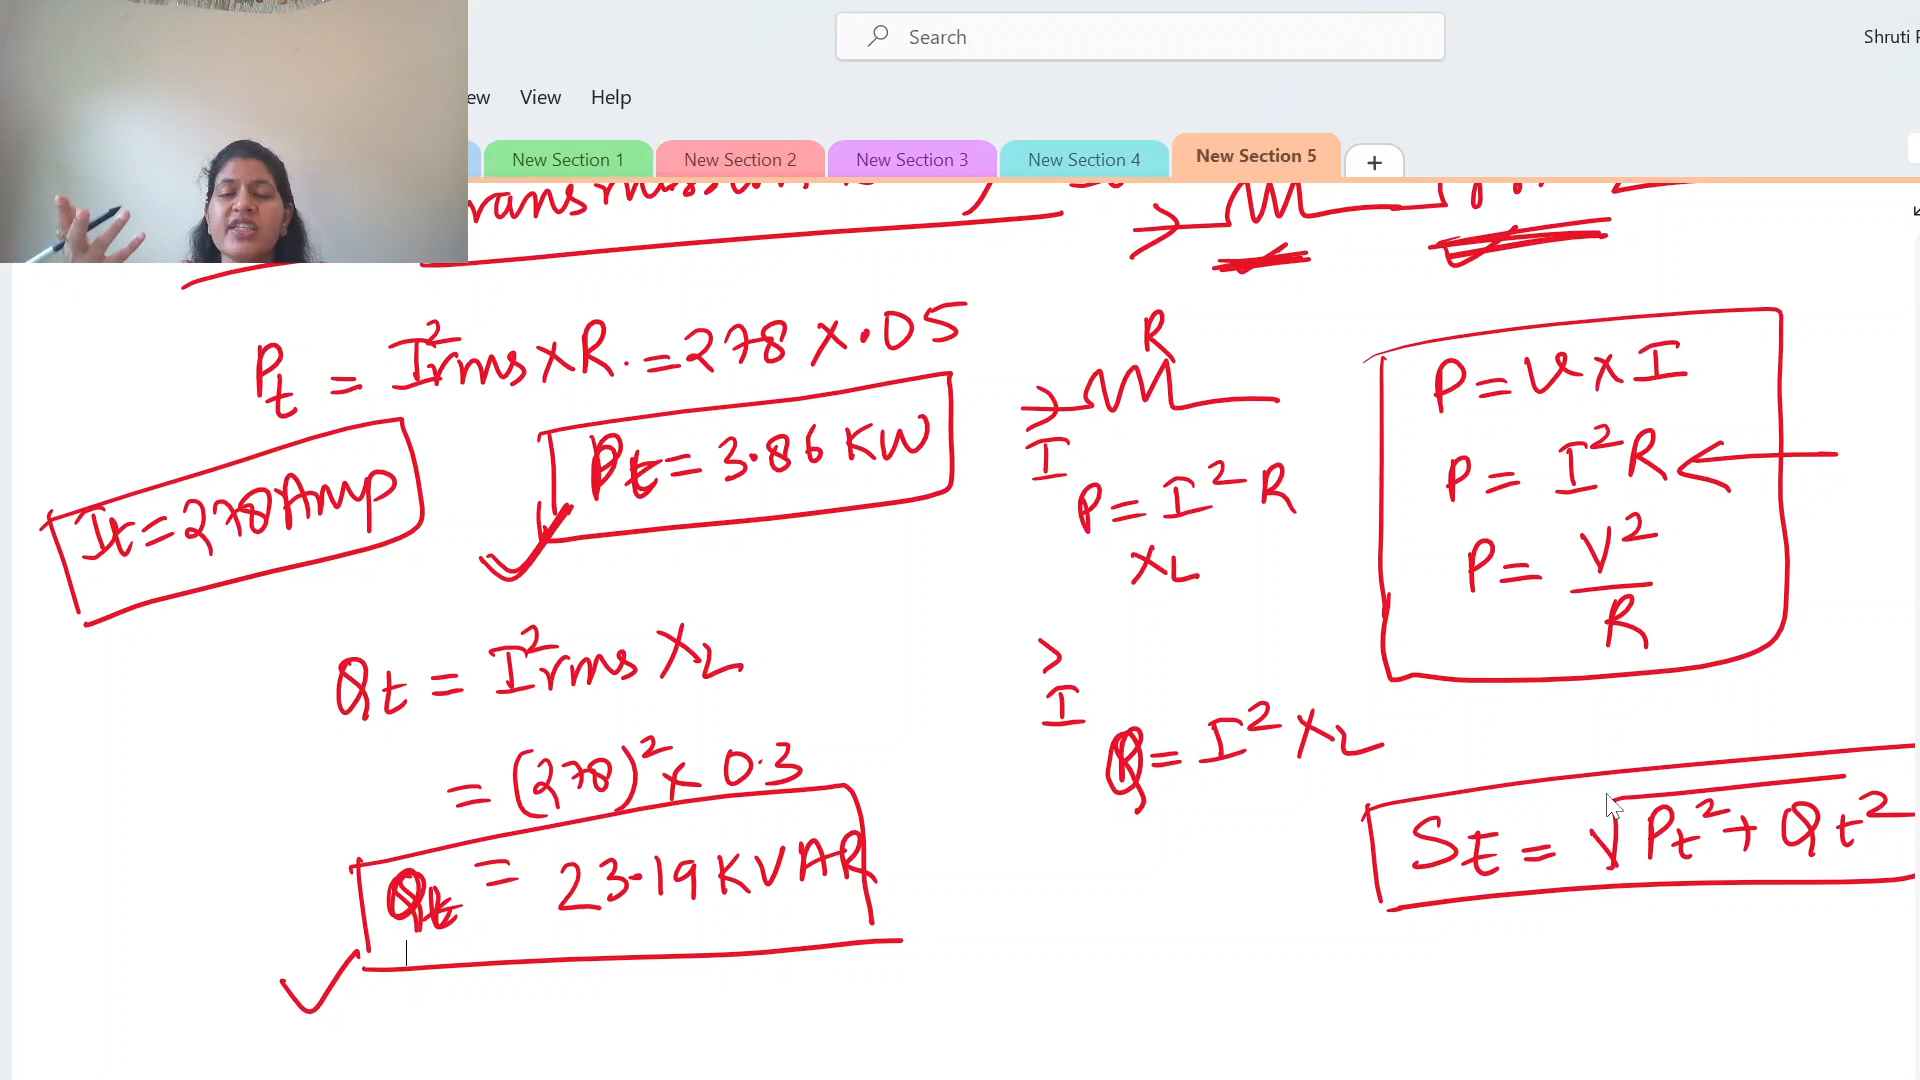 Search
Shruti
ew View Help
New Section 1 New Section 2 New Section 3 New Section 4 New Section 5 +
Pt = I²rms × R. = 278 × .05
It = 278 Amp
Pt = 3.86 KW
Qt = I²rms XL
= (278)² × 0.3
Qt = 23.19 KVAR
R
I
P = I² R
XL
I
Q = I² XL
P = V × I
P = I² R
P = V²
R
St = √Pt² + Qt²